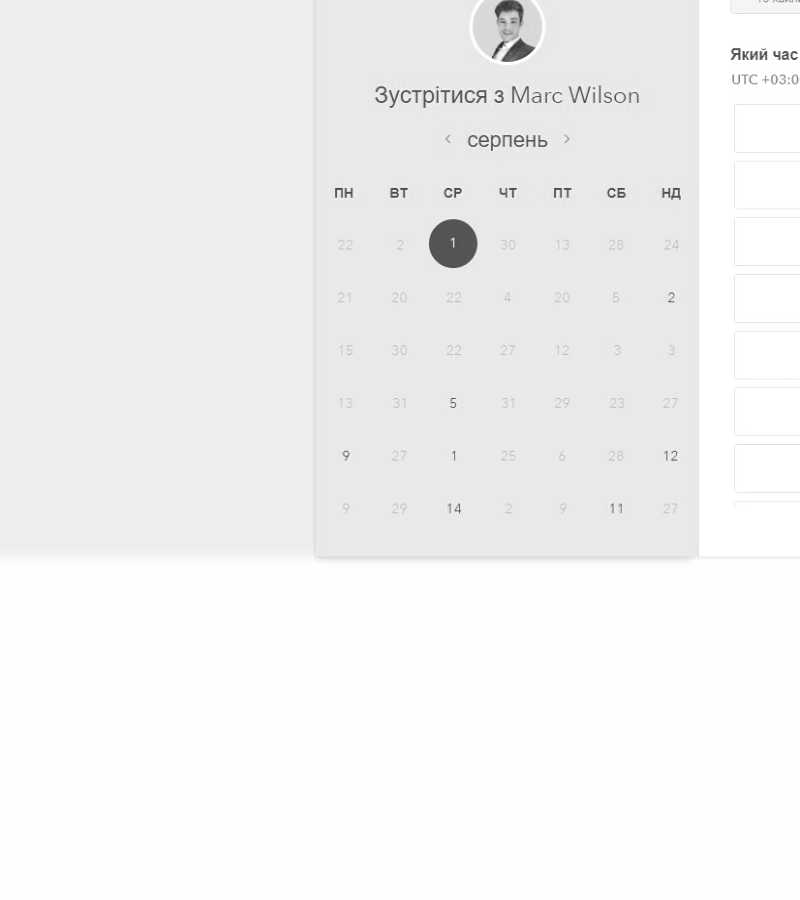 Зустрітися з Marc Wilson
‹ серпень ›
ПН ВТ СР ЧТ ПТ СБ НД
22 2 1 30 13 28 24
21 20 22 4 20 5 2
15 30 22 27 12 3 3
13 31 5 31 29 23 27
9 27 1 25 6 28 12
9 29 14 2 9 11 27
Який час
UTC +03:0